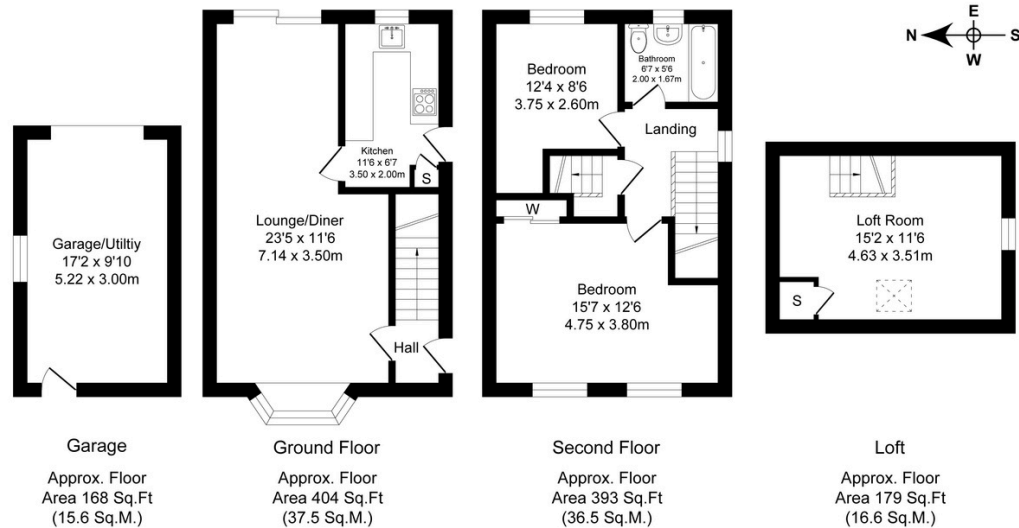 E
N
S
W
Garage/Utiltiy
17'2 x 9'10
5.22 x 3.00m
Lounge/Diner
23'5 x 11'6
7.14 x 3.50m
Kitchen
11'6 x 6'7
3.50 x 2.00m
S
Hall
Bedroom
12'4 x 8'6
3.75 x 2.60m
Bathroom
6'7 x 5'6
2.00 x 1.67m
Landing
W
Bedroom
15'7 x 12'6
4.75 x 3.80m
Loft Room
15'2 x 11'6
4.63 x 3.51m
S
Garage
Approx. Floor
Area 168 Sq.Ft
(15.6 Sq.M.)
Ground Floor
Approx. Floor
Area 404 Sq.Ft
(37.5 Sq.M.)
Second Floor
Approx. Floor
Area 393 Sq.Ft
(36.5 Sq.M.)
Loft
Approx. Floor
Area 179 Sq.Ft
(16.6 Sq.M.)